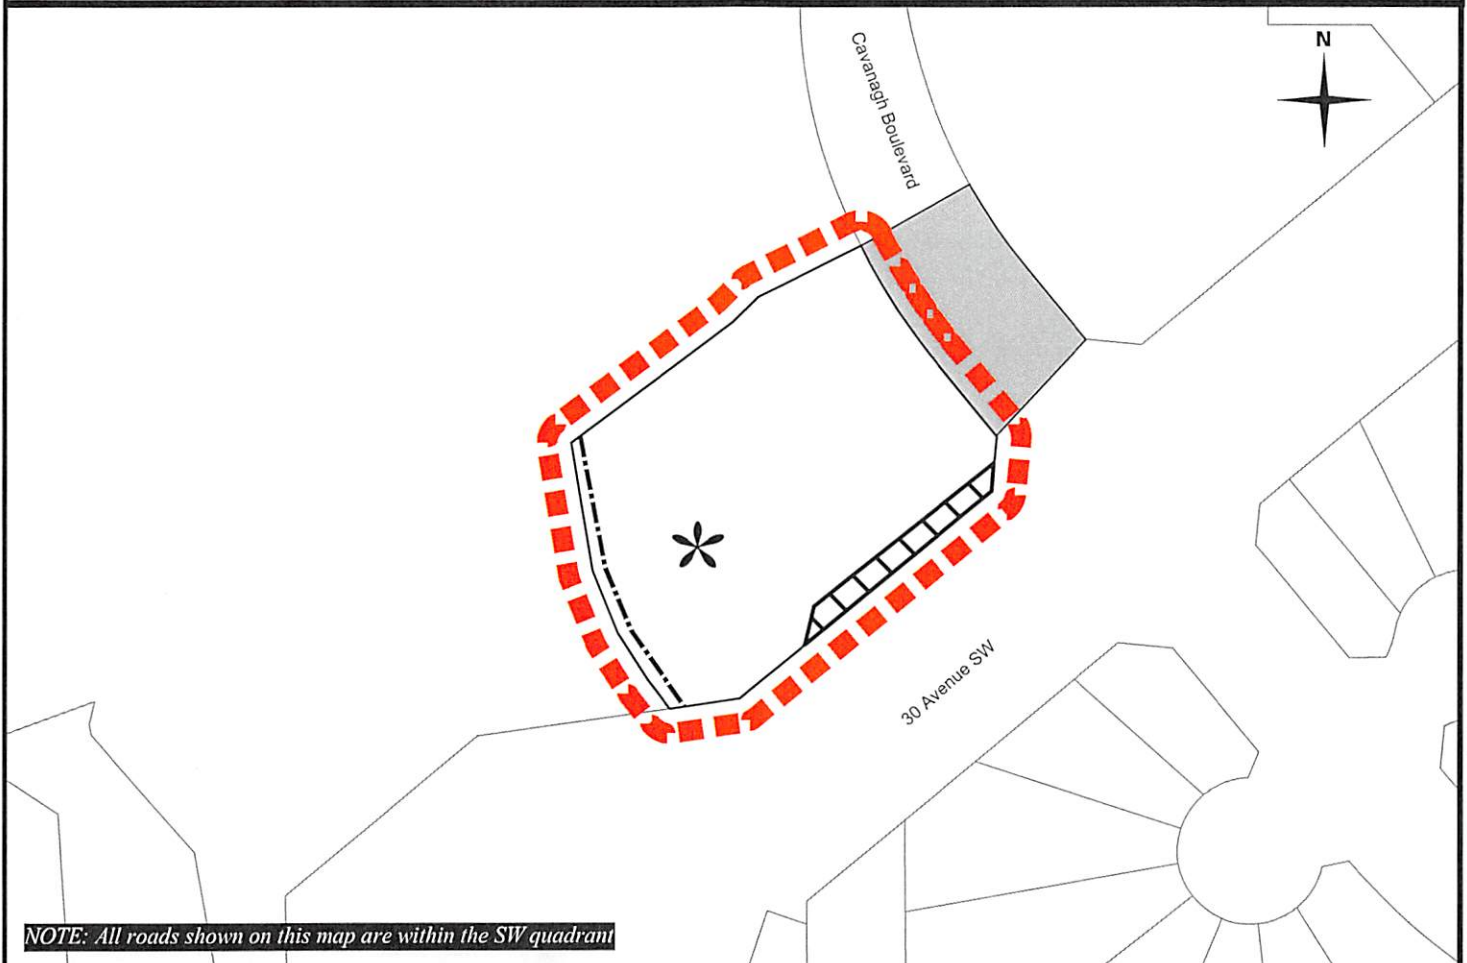 N
Cavanagh Boulevard
30 Avenue SW
NOTE: All roads shown on this map are within the SW quadrant